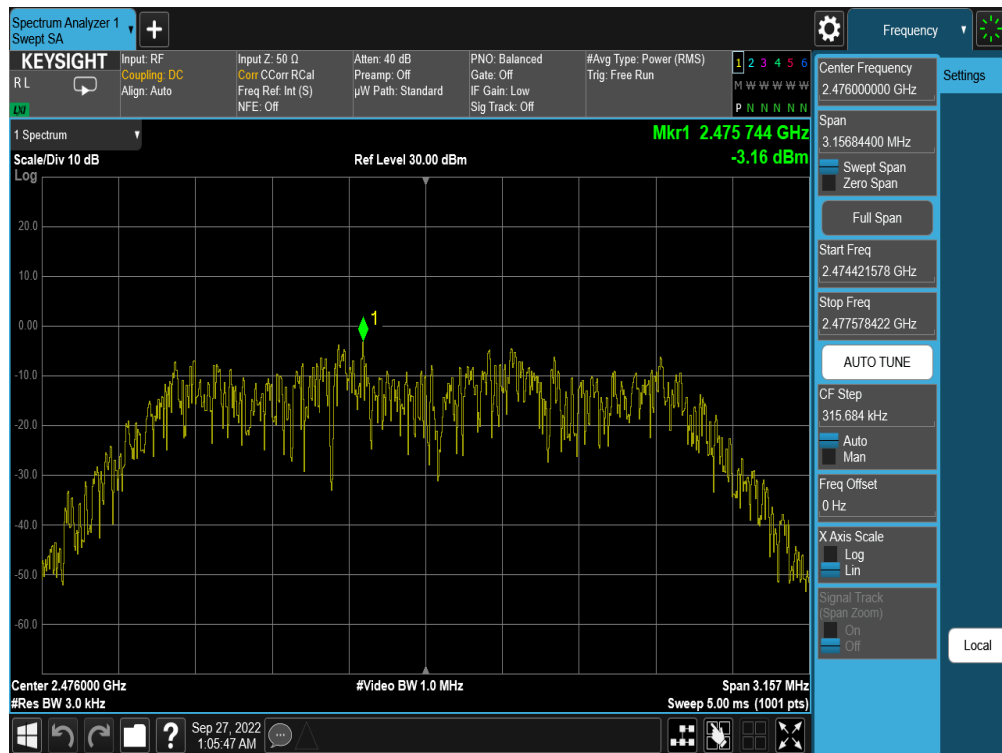 Spectrum Analyzer 1
Swept SA
Frequency
KEYSIGHT
R L
LXI
Input: RF
Coupling: DC
Align: Auto
Input Z: 50 Ω
Corr CCorr RCal
Freq Ref: Int (S)
NFE: Off
Atten: 40 dB
Preamp: Off
µW Path: Standard
PNO: Balanced
Gate: Off
IF Gain: Low
Sig Track: Off
#Avg Type: Power (RMS)
Trig: Free Run
1 2 3 4 5 6
M W W W W W
P N N N N N
1 Spectrum
Mkr1 2.475 744 GHz
-3.16 dBm
Scale/Div 10 dB
Ref Level 30.00 dBm
Log
20.0
10.0
0.00
-10.0
-20.0
-30.0
-40.0
-50.0
-60.0
1
Center 2.476000 GHz
#Video BW 1.0 MHz
Span 3.157 MHz
#Res BW 3.0 kHz
Sweep 5.00 ms (1001 pts)
Center Frequency
2.476000000 GHz
Span
3.15684400 MHz
Swept Span
Zero Span
Full Span
Start Freq
2.474421578 GHz
Stop Freq
2.477578422 GHz
AUTO TUNE
CF Step
315.684 kHz
Auto
Man
Freq Offset
0 Hz
X Axis Scale
Log
Lin
Signal Track
(Span Zoom)
On
Off
Settings
Local
?
Sep 27, 2022
1:05:47 AM